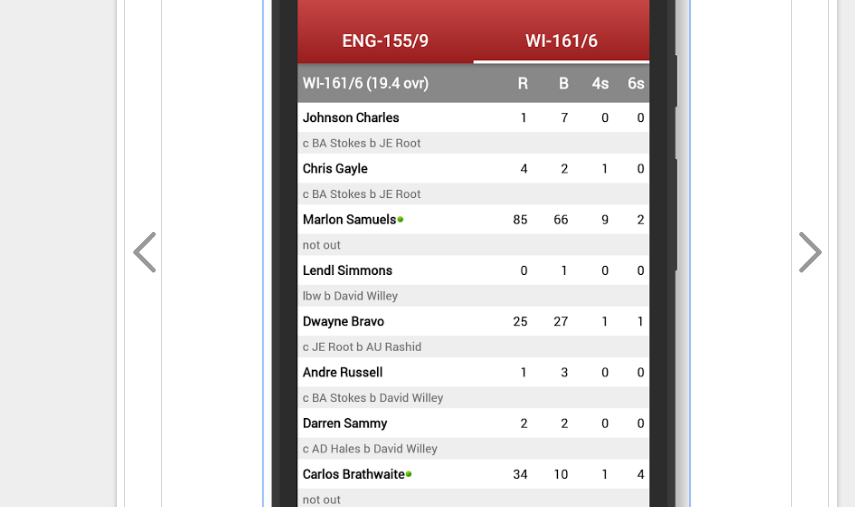 ENG-155/9 WI-161/6
WI-161/6 (19.4 ovr) R B 4s 6s
Johnson Charles 1 7 0 0
c BA Stokes b JE Root
Chris Gayle 4 2 1 0
c BA Stokes b JE Root
Marlon Samuels 85 66 9 2
not out
Lendl Simmons 0 1 0 0
lbw b David Willey
Dwayne Bravo 25 27 1 1
c JE Root b AU Rashid
Andre Russell 1 3 0 0
c BA Stokes b David Willey
Darren Sammy 2 2 0 0
c AD Hales b David Willey
Carlos Brathwaite 34 10 1 4
not out